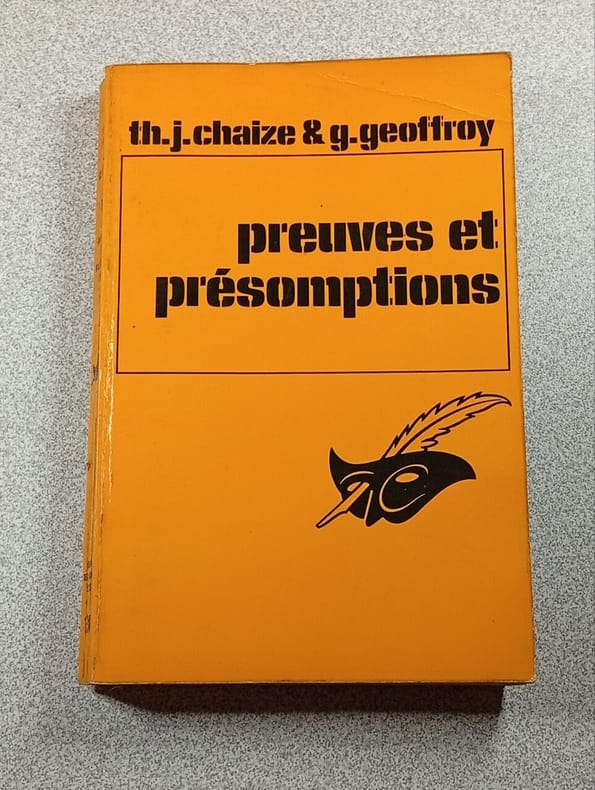 th.j.chaize & g.geoffroy
preuves et
présomptions